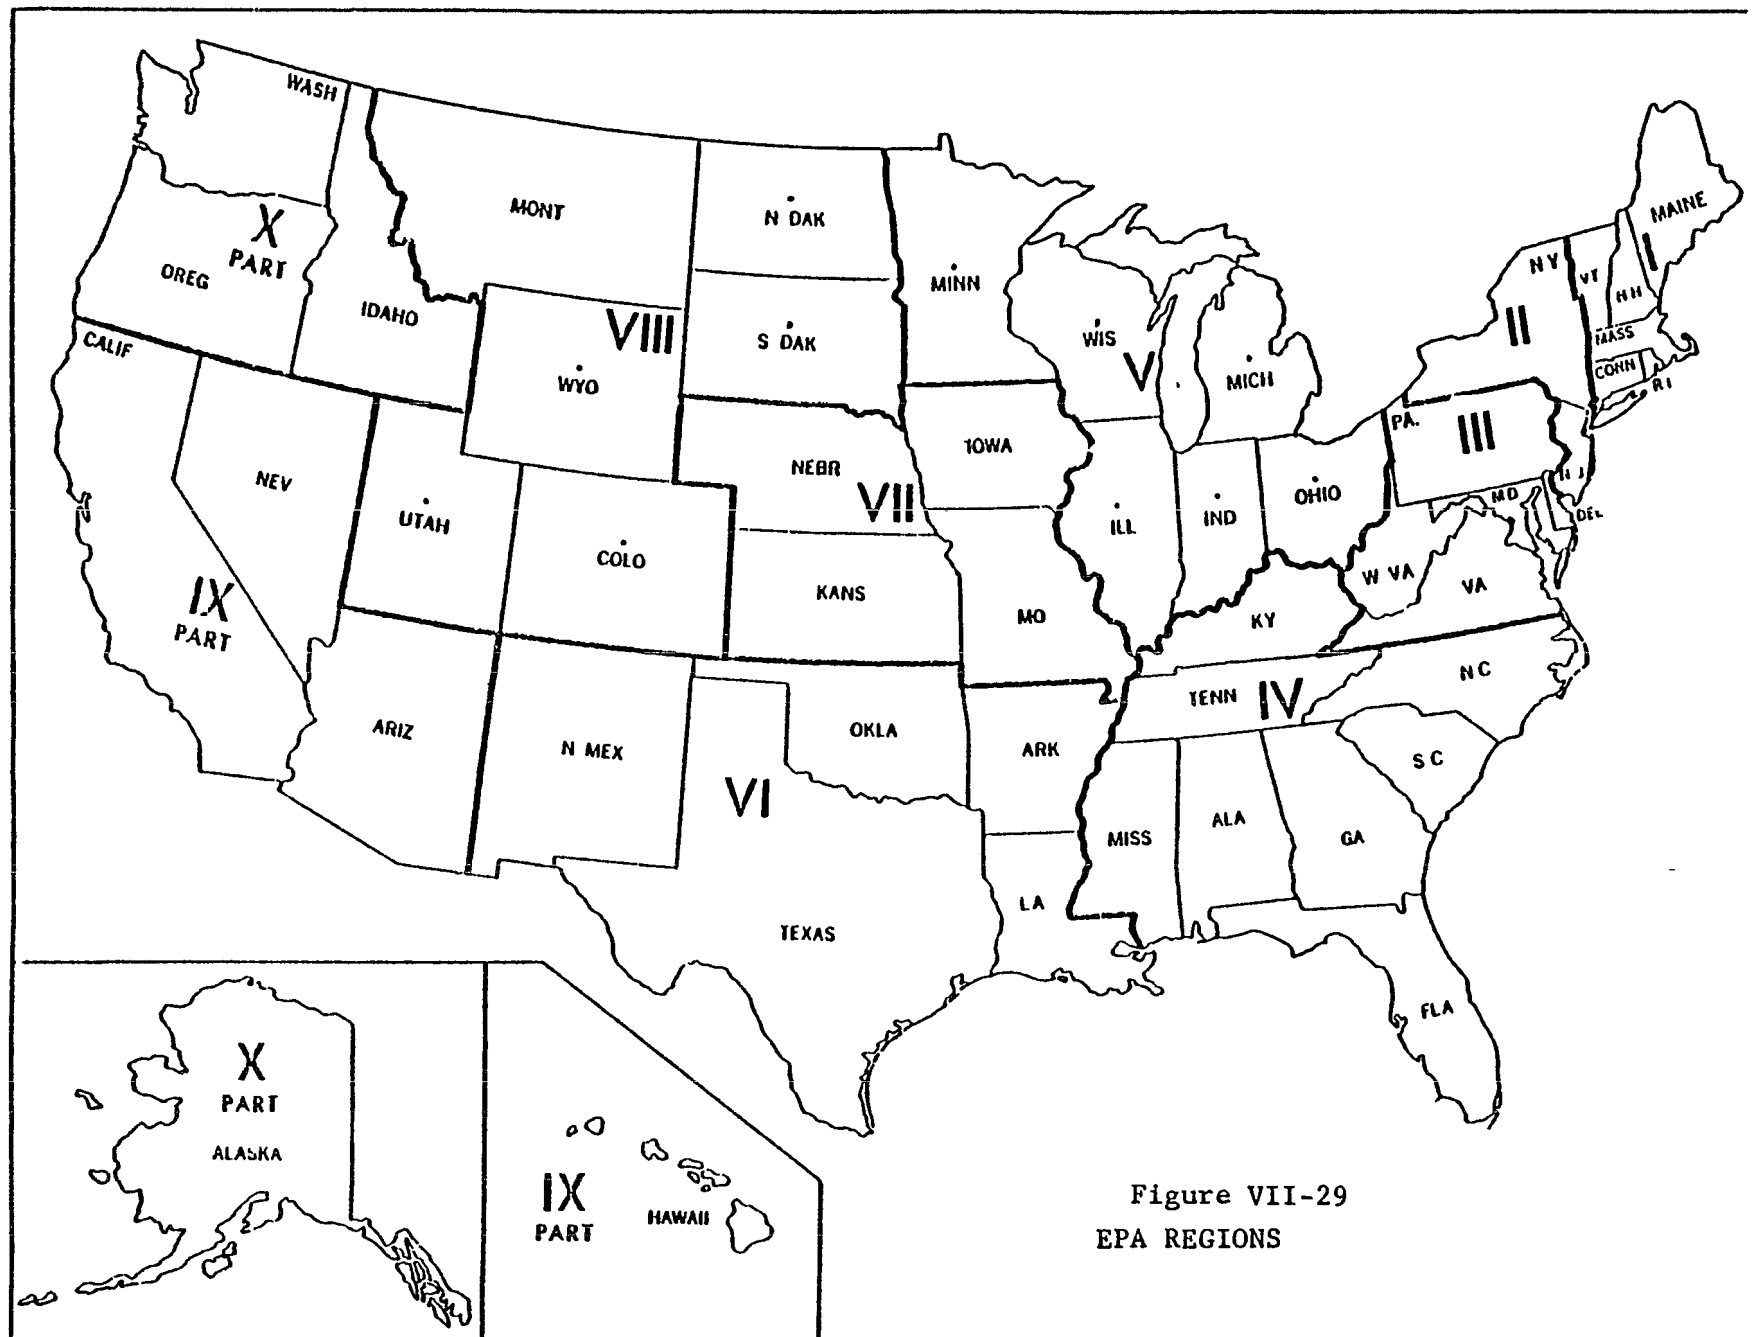 WASH
MONT
N DAK
MINN
MAINE
X
PART
OREG
IDAHO
VIII
S DAK
WIS
V
MICH
NY
VT
NH
I
II
MASS
CONN
RI
CALIF
WYO
NEBR
VII
IOWA
PA.
III
NJ
MD
DEL
NEV
UTAH
COLO
KANS
MO
ILL
IND
OHIO
W VA
VA
KY
IX
PART
ARIZ
N MEX
OKLA
ARK
TENN
IV
NC
SC
VI
TEXAS
LA
MISS
ALA
GA
FLA
X
PART
ALASKA
IX
PART
HAWAII
Figure VII-29
EPA REGIONS